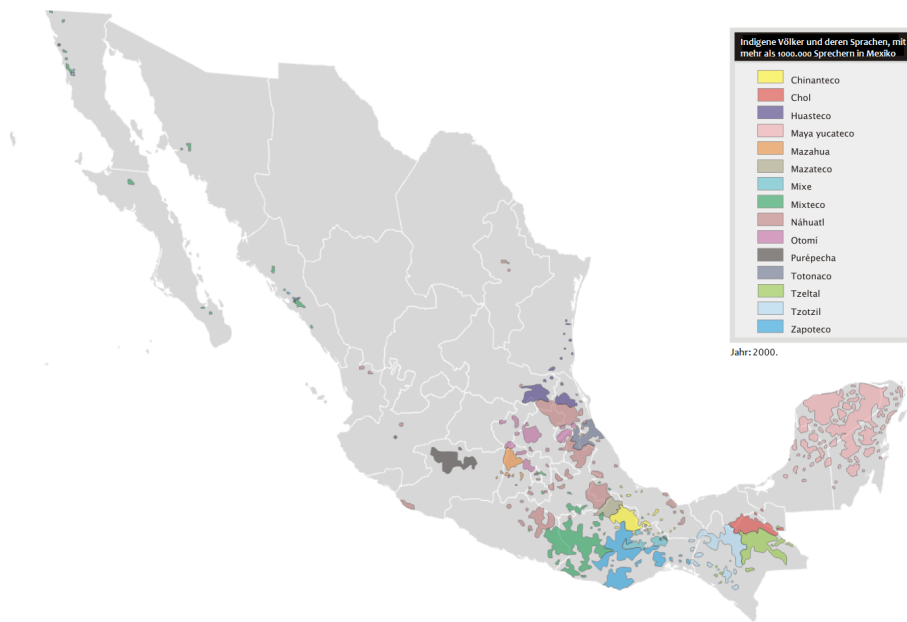 Indigene Völker und deren Sprachen, mit
mehr als 1000.000 Sprechern in Mexiko
Chinanteco
Chol
Huasteco
Maya yucateco
Mazahua
Mazateco
Mixe
Mixteco
Náhuatl
Otomí
Purépecha
Totonaco
Tzeltal
Tzotzil
Zapoteco
Jahr: 2000.